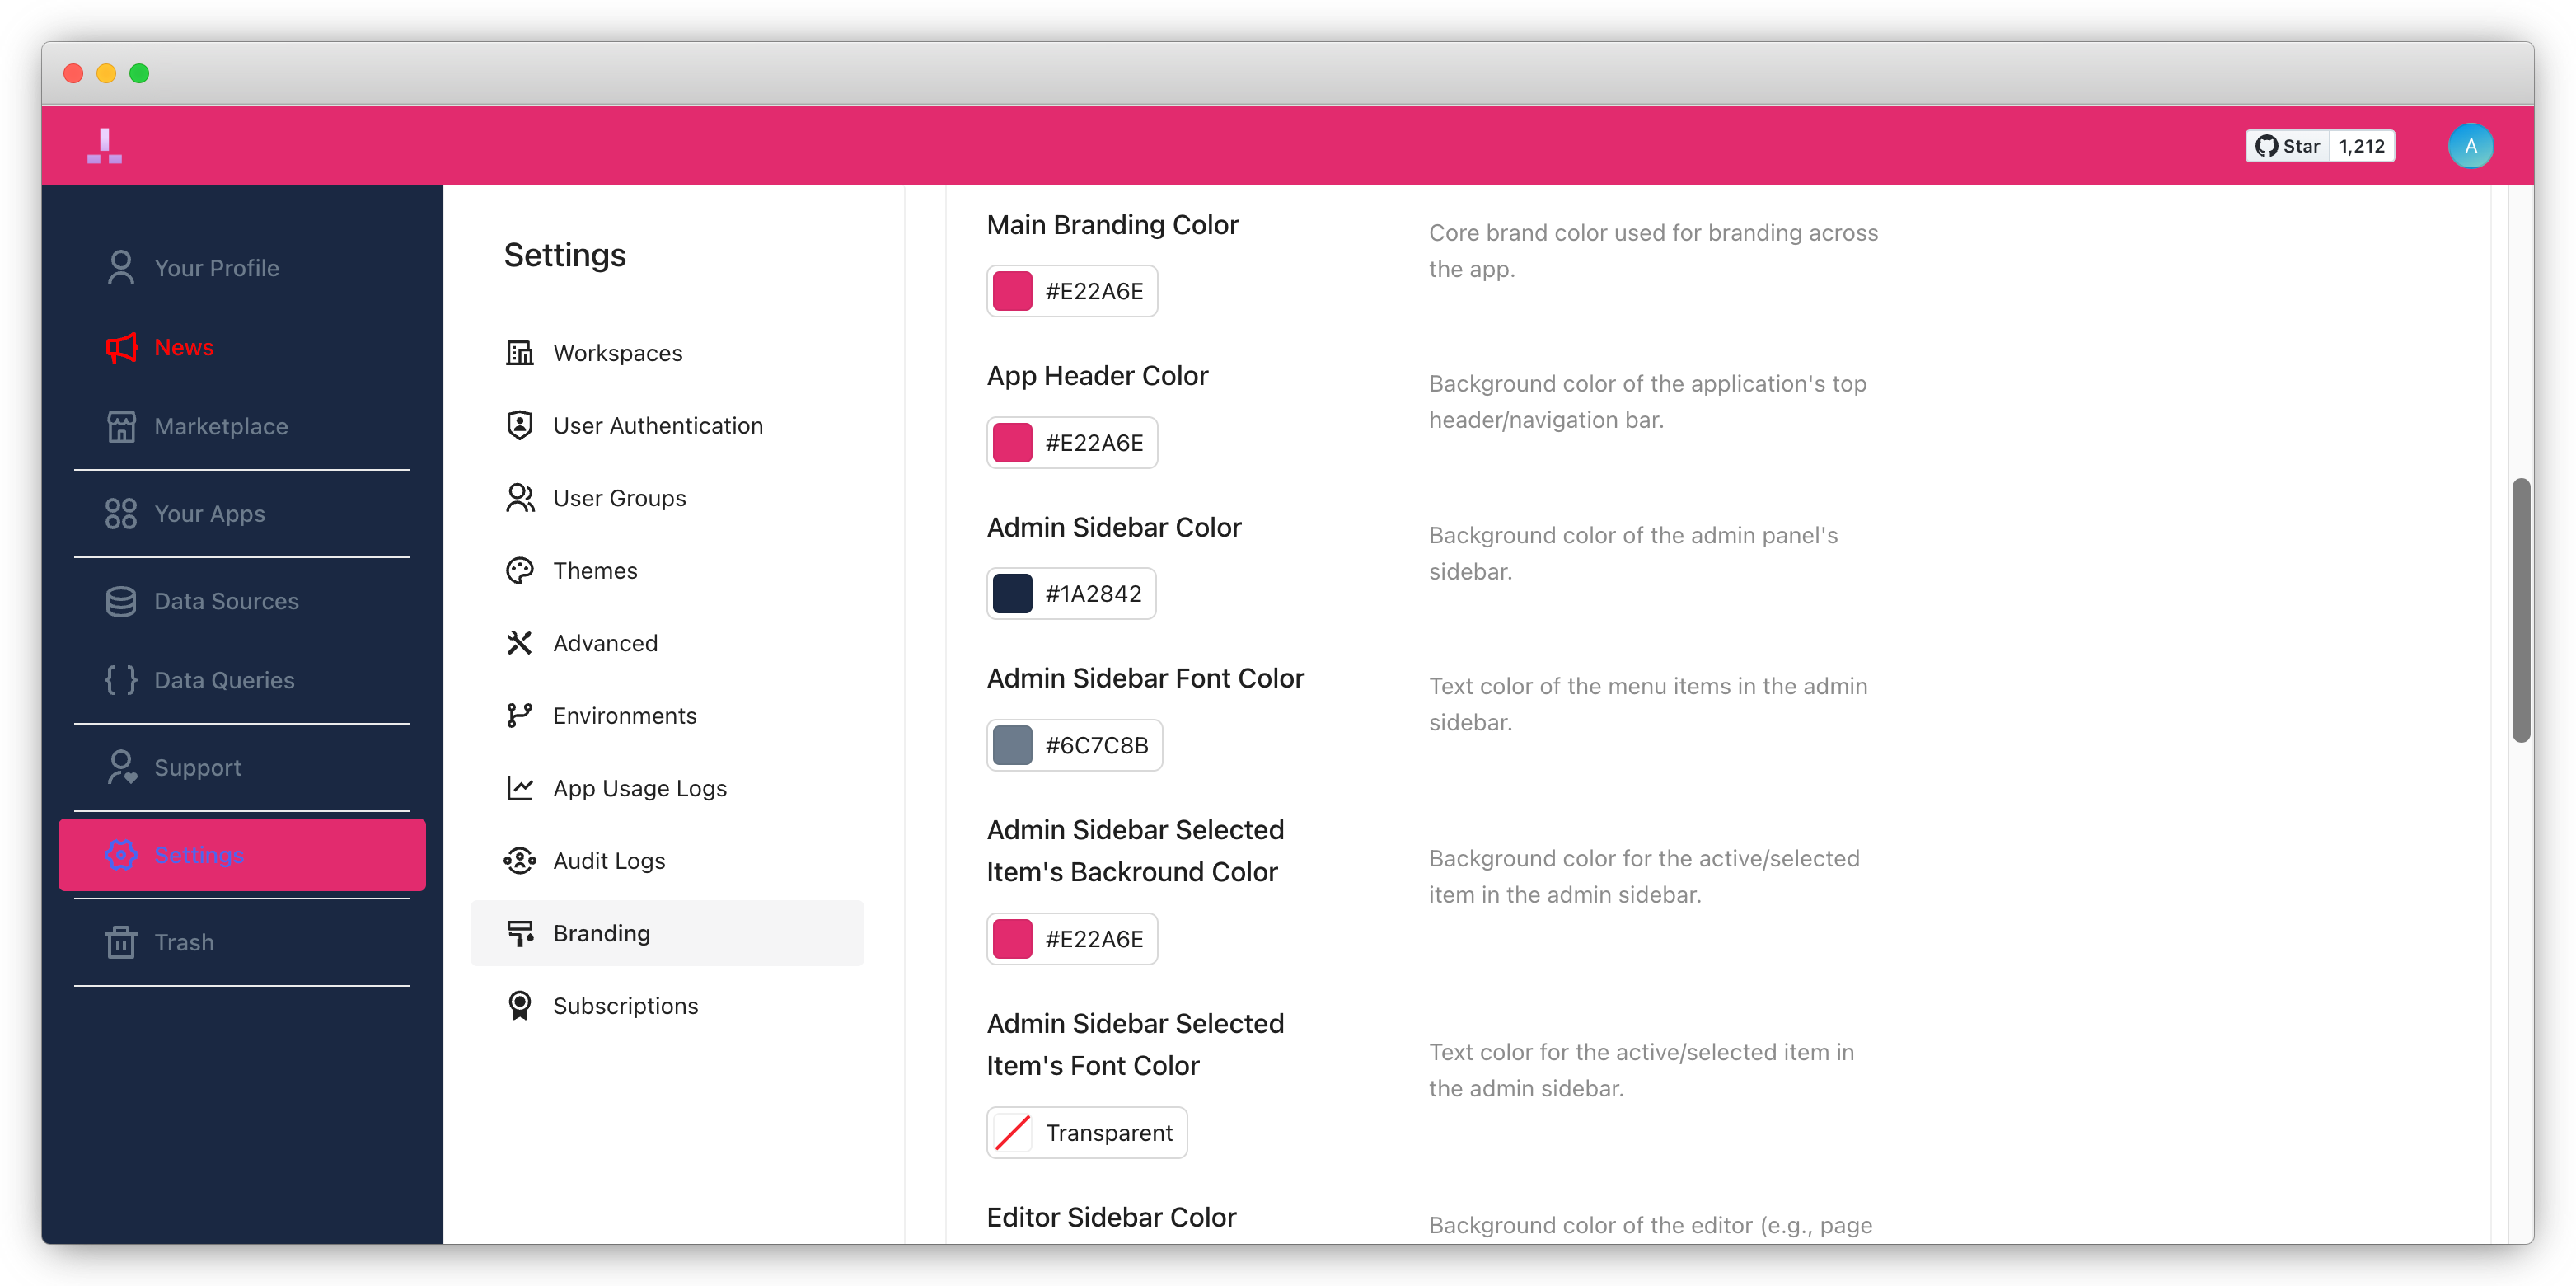 Star 1,212
A
Your Profile
News
Marketplace
Your Apps
Data Sources
Data Queries
Support
Settings
Trash
Settings
Workspaces
User Authentication
User Groups
Themes
Advanced
Environments
App Usage Logs
Audit Logs
Branding
Subscriptions
Main Branding Color
#E22A6E
Core brand color used for branding across
the app.
App Header Color
#E22A6E
Background color of the application's top
header/navigation bar.
Admin Sidebar Color
#1A2842
Background color of the admin panel's
sidebar.
Admin Sidebar Font Color
#6C7C8B
Text color of the menu items in the admin
sidebar.
Admin Sidebar Selected
Item's Backround Color
#E22A6E
Background color for the active/selected
item in the admin sidebar.
Admin Sidebar Selected
Item's Font Color
Transparent
Text color for the active/selected item in
the admin sidebar.
Editor Sidebar Color
Background color of the editor (e.g., page